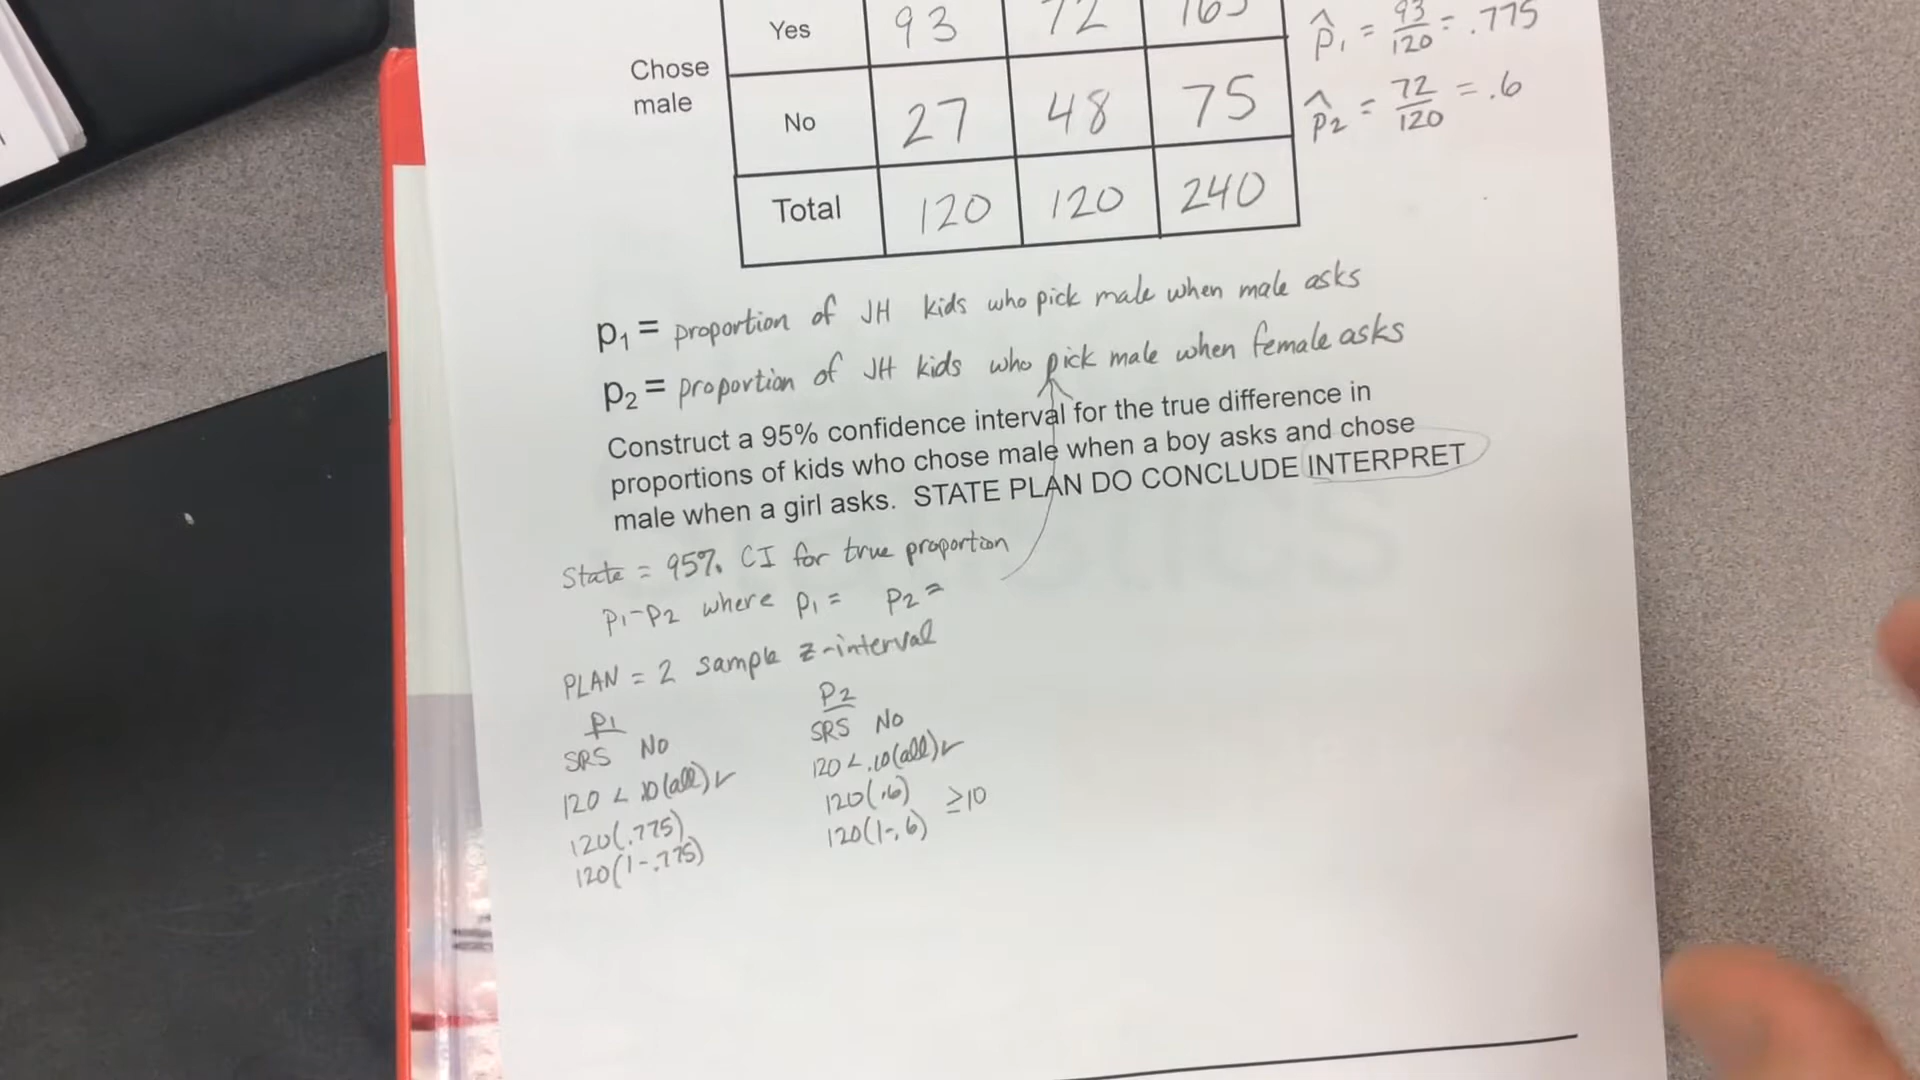 Yes 93 72 165
p̂₁ = 93/120 = .775
Chose
male
No 27 48 75
p̂₂ = 72/120 = .6
Total 120 120 240
p₁ = proportion of JH kids who pick male when male asks
p₂ = proportion of JH kids who pick male when female asks
Construct a 95% confidence interval for the true difference in
proportions of kids who chose male when a boy asks and chose
male when a girl asks. STATE PLAN DO CONCLUDE INTERPRET
State = 95% CI for true proportion
p₁-p₂ where p₁ = p₂ =
PLAN = 2 sample z-interval
P1 P2
SRS No SRS No
120 < .10(all)✓ 120 < .10(all)✓
120(.775) 120(.6) ≥10
120(1-.775) 120(1-.6)